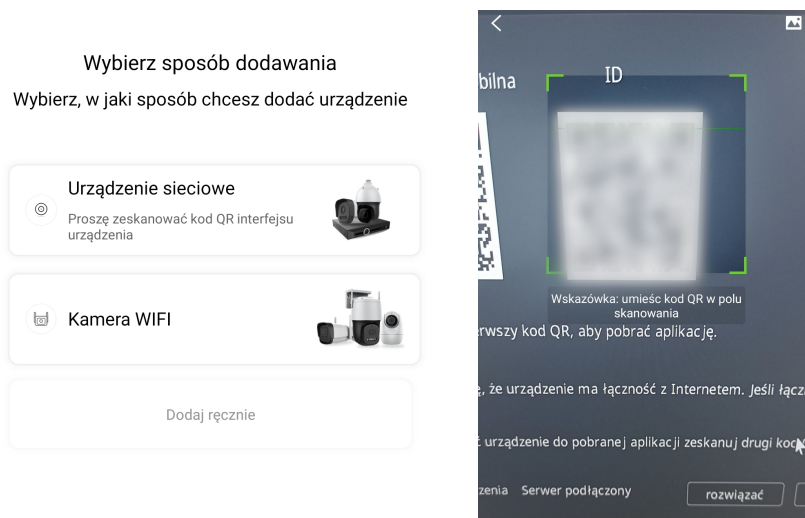 Wybierz sposób dodawania
Wybierz, w jaki sposób chcesz dodać urządzenie
Urządzenie sieciowe
Proszę zeskanować kod QR interfejsu
urządzenia
Kamera WIFI
Dodaj ręcznie
bilna
ID
Wskazówka: umieść kod QR w polu
skanowania
erwszy kod QR, aby pobrać aplikację.
ę, że urządzenie ma łączność z Internetem. Jeśli łącz
ć urządzenie do pobranej aplikacji zeskanuj drugi kod
zenia Serwer podłączony
rozwiązać